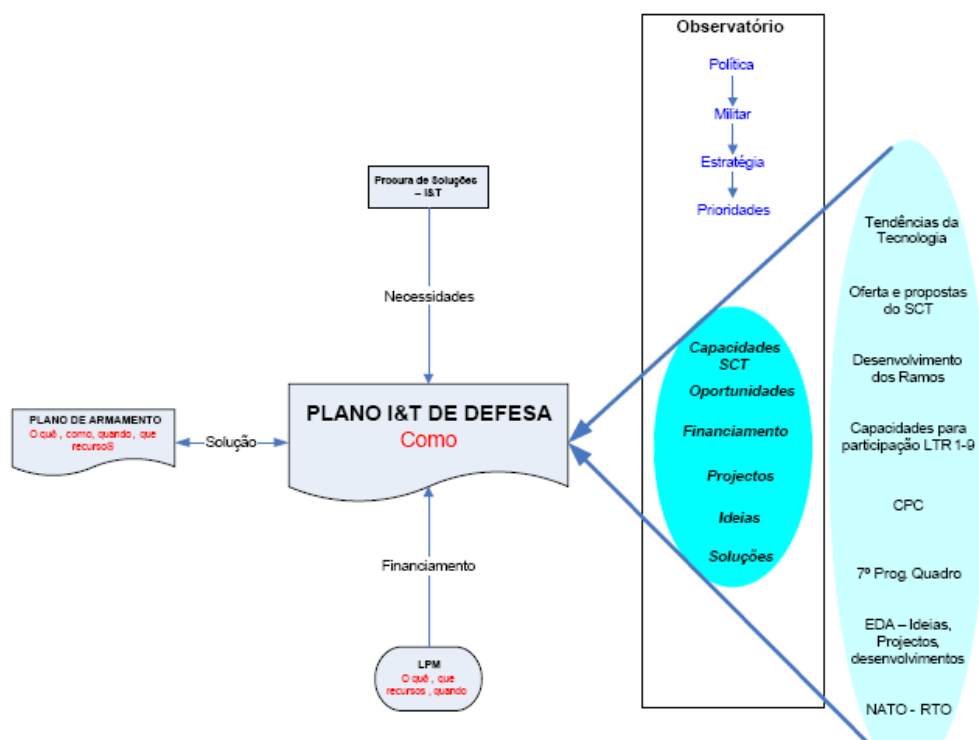 Observatório
Política
Militar
Estratégia
Prioridades
Procura de Soluções
– I&T
Necessidades
PLANO I&T DE DEFESA
Como
PLANO DE ARMAMENTO
O quê , como, quando, que
recursoS
Solução
Financiamento
LPM
O quê , que
recursos , quando
Capacidades
SCT
Oportunidades
Financiamento
Projectos
Ideias
Soluções
Tendências da
Tecnologia
Oferta e propostas
do SCT
Desenvolvimento
dos Ramos
Capacidades para
participação LTR 1-9
CPC
7º Prog. Quadro
EDA – Ideias,
Projectos,
desenvolvimentos
NATO - RTO